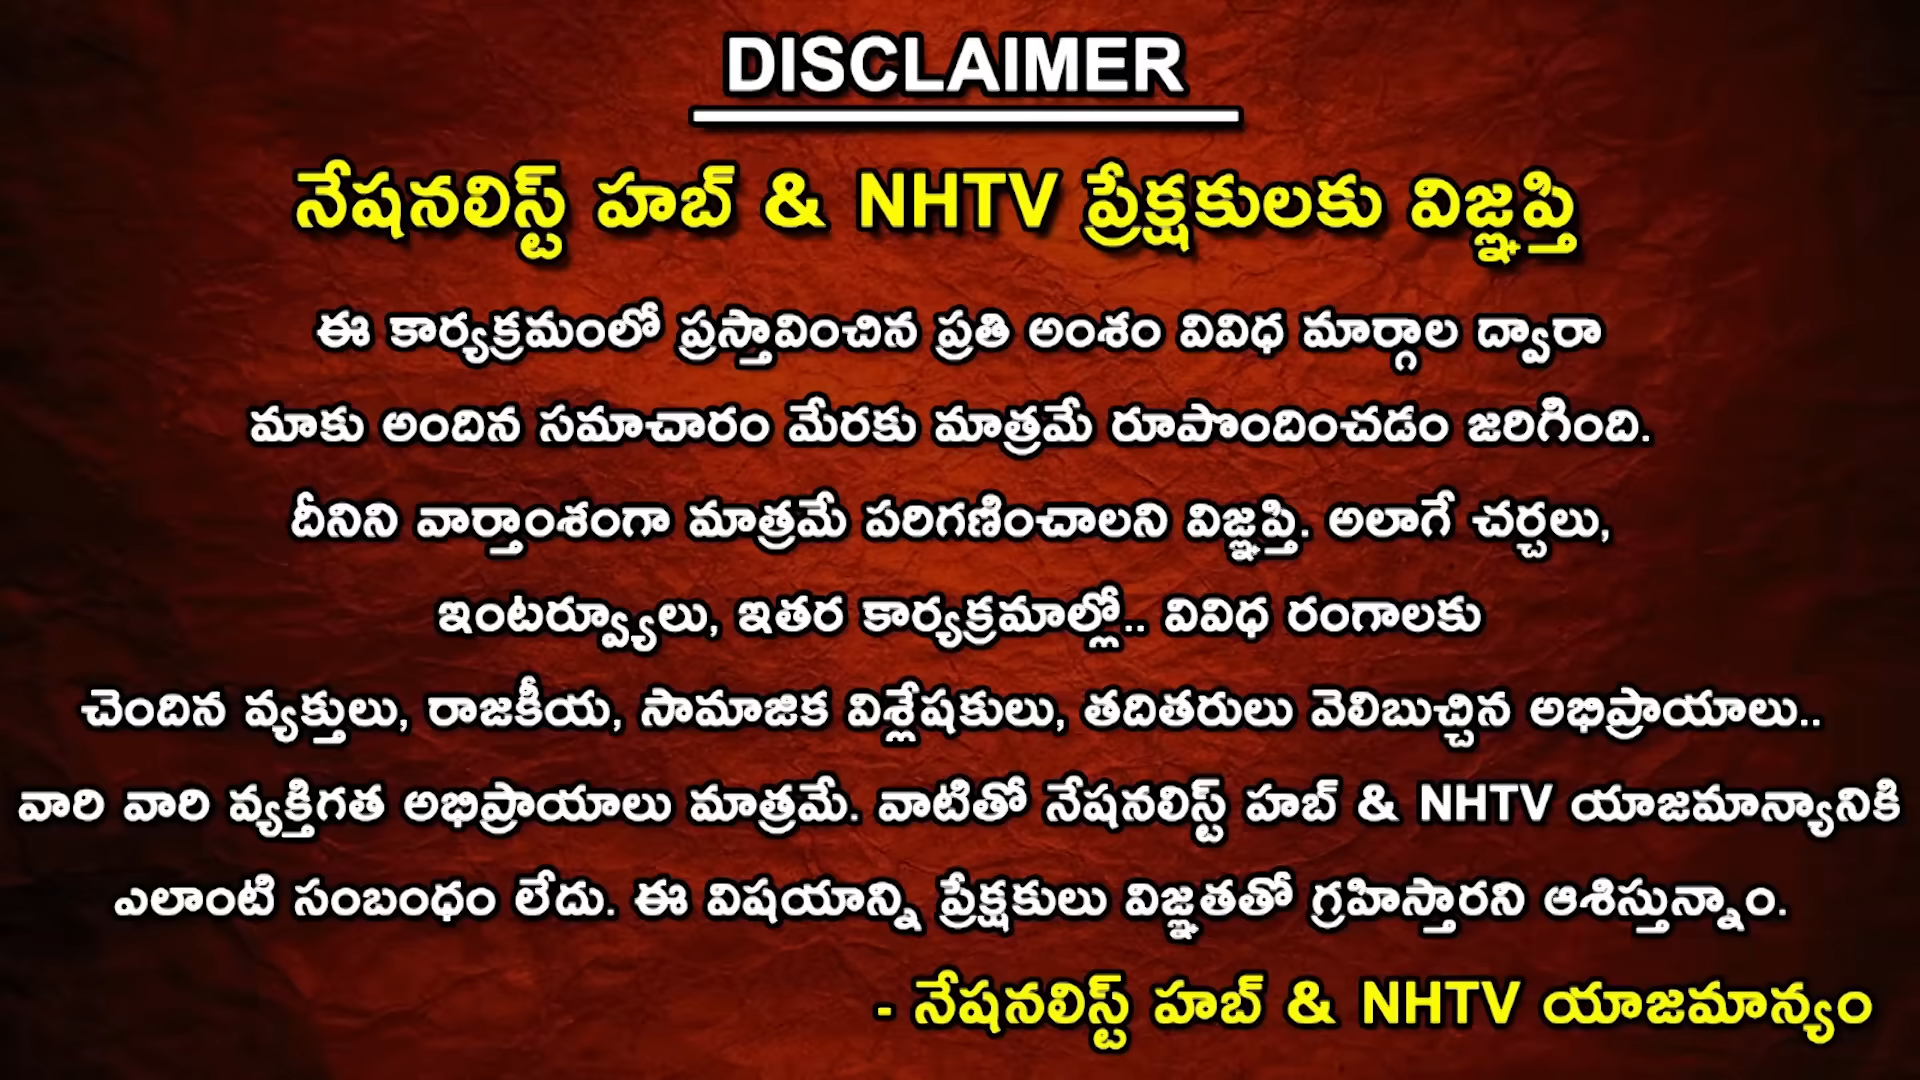 DISCLAIMER
నేషనలిస్ట్ హబ్ & NHTV ప్రేక్షకులకు విజ్ఞప్తి
ఈ కార్యక్రమంలో ప్రస్తావించిన ప్రతి అంశం వివిధ మార్గాల ద్వారా
మాకు అందిన సమాచారం మేరకు మాత్రమే రూపొందించడం జరిగింది.
దీనిని వార్తాంశంగా మాత్రమే పరిగణించాలని విజ్ఞప్తి. అలాగే చర్చలు,
ఇంటర్వ్యూలు, ఇతర కార్యక్రమాల్లో.. వివిధ రంగాలకు
చెందిన వ్యక్తులు, రాజకీయ, సామాజిక విశ్లేషకులు, తదితరులు వెలిబుచ్చిన అభిప్రాయాలు..
వారి వారి వ్యక్తిగత అభిప్రాయాలు మాత్రమే. వాటితో నేషనలిస్ట్ హబ్ & NHTV యాజమాన్యానికి
ఎలాంటి సంబంధం లేదు. ఈ విషయాన్ని ప్రేక్షకులు విజ్ఞతతో గ్రహిస్తారని ఆశిస్తున్నాం.
- నేషనలిస్ట్ హబ్ & NHTV యాజమాన్యం